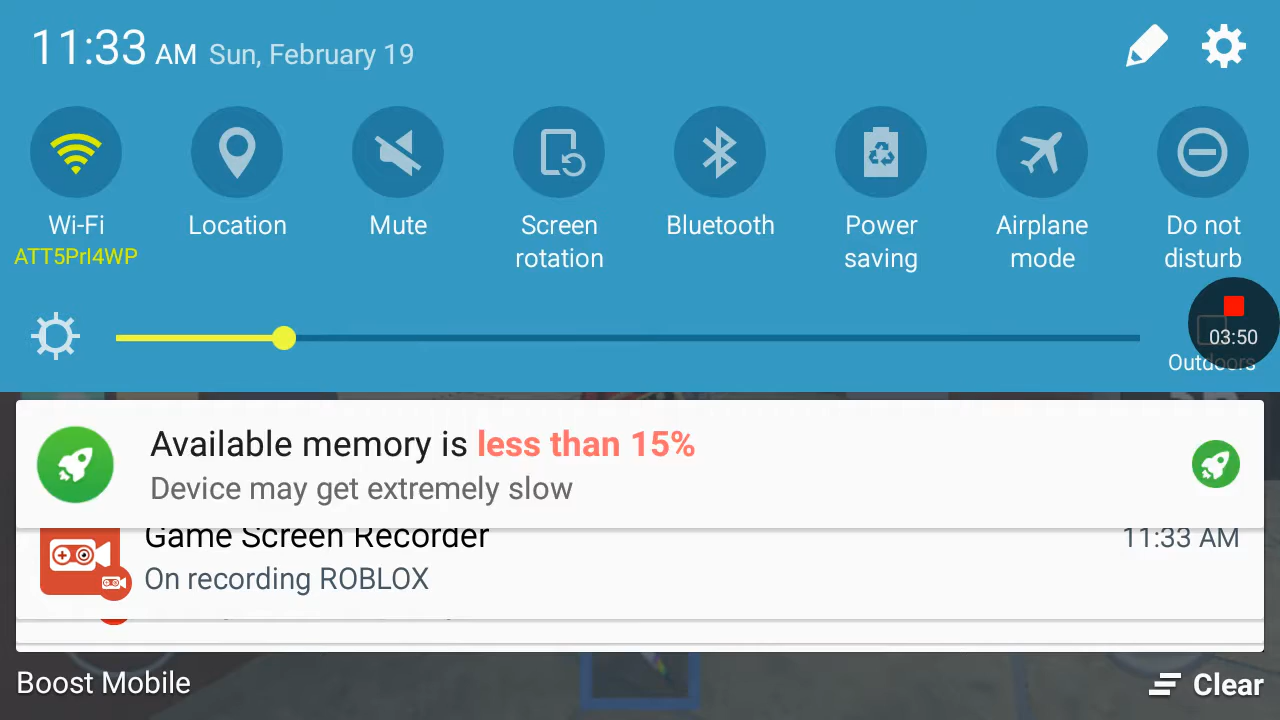 11:33 AM Sun, February 19
Wi-Fi
ATT5PrI4WP
Location
Mute
Screen
rotation
Bluetooth
Power
saving
Airplane
mode
Do not
disturb
03:50
Outdoors
Available memory is less than 15%
Device may get extremely slow
Game Screen Recorder
11:33 AM
On recording ROBLOX
Boost Mobile
Clear